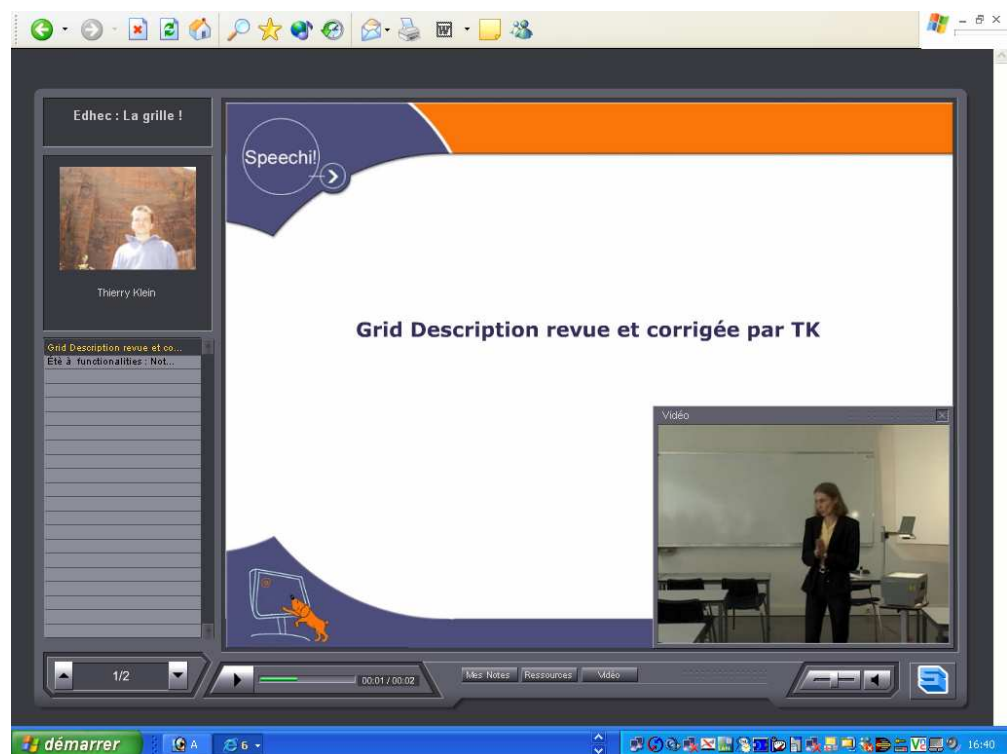 Edhec : La grille !
Speechi!
Thierry Klein
Grid Description revue et corrigée par TK
Grid Description revue et co...
Été à functionalities : Not...
Vidéo
1/2
00:01 / 00:02
Mes Notes
Ressources
Vidéo
démarrer
A
6
16:40